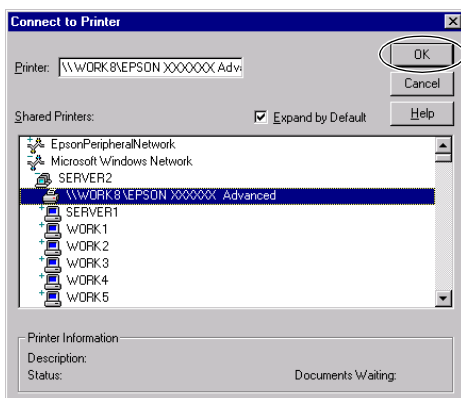 Connect to Printer
Printer: \\WORK8\EPSON XXXXXX Adv
OK
Cancel
Help
Shared Printers:
Expand by Default
EpsonPeripheralNetwork
Microsoft Windows Network
SERVER2
\\WORK8\EPSON XXXXXX Advanced
SERVER1
WORK1
WORK2
WORK3
WORK4
WORK5
Printer Information
Description:
Status:
Documents Waiting: